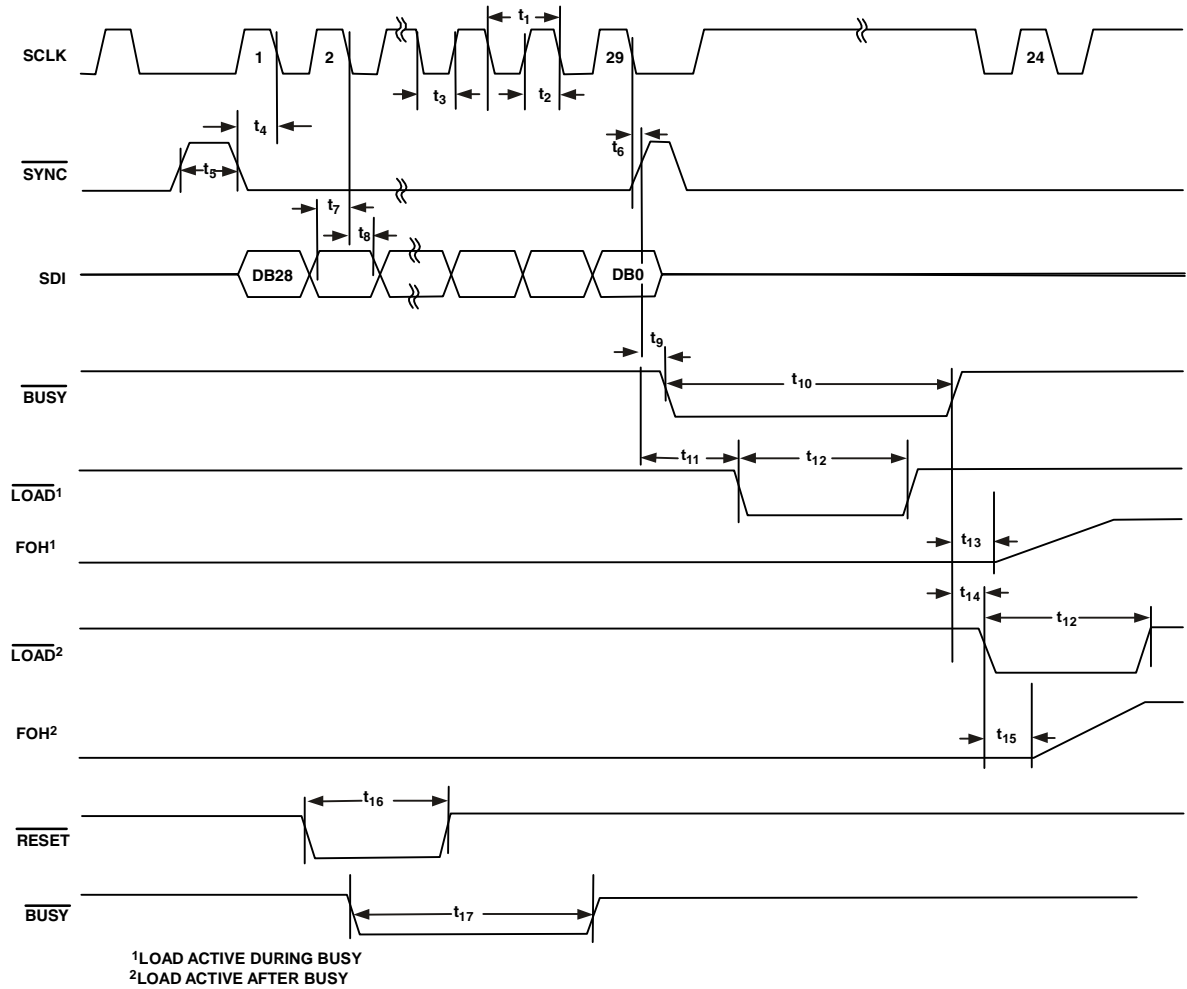 SCLK 1 2 t3 t1 t2 29 24
t4 t6
SYNC t5
t7 t8
SDI DB28 DB0
t9
BUSY t10
t11 t12
LOAD¹
FOH¹ t13
t14
LOAD² t12
FOH² t15
t16
RESET
BUSY t17
¹LOAD ACTIVE DURING BUSY
²LOAD ACTIVE AFTER BUSY